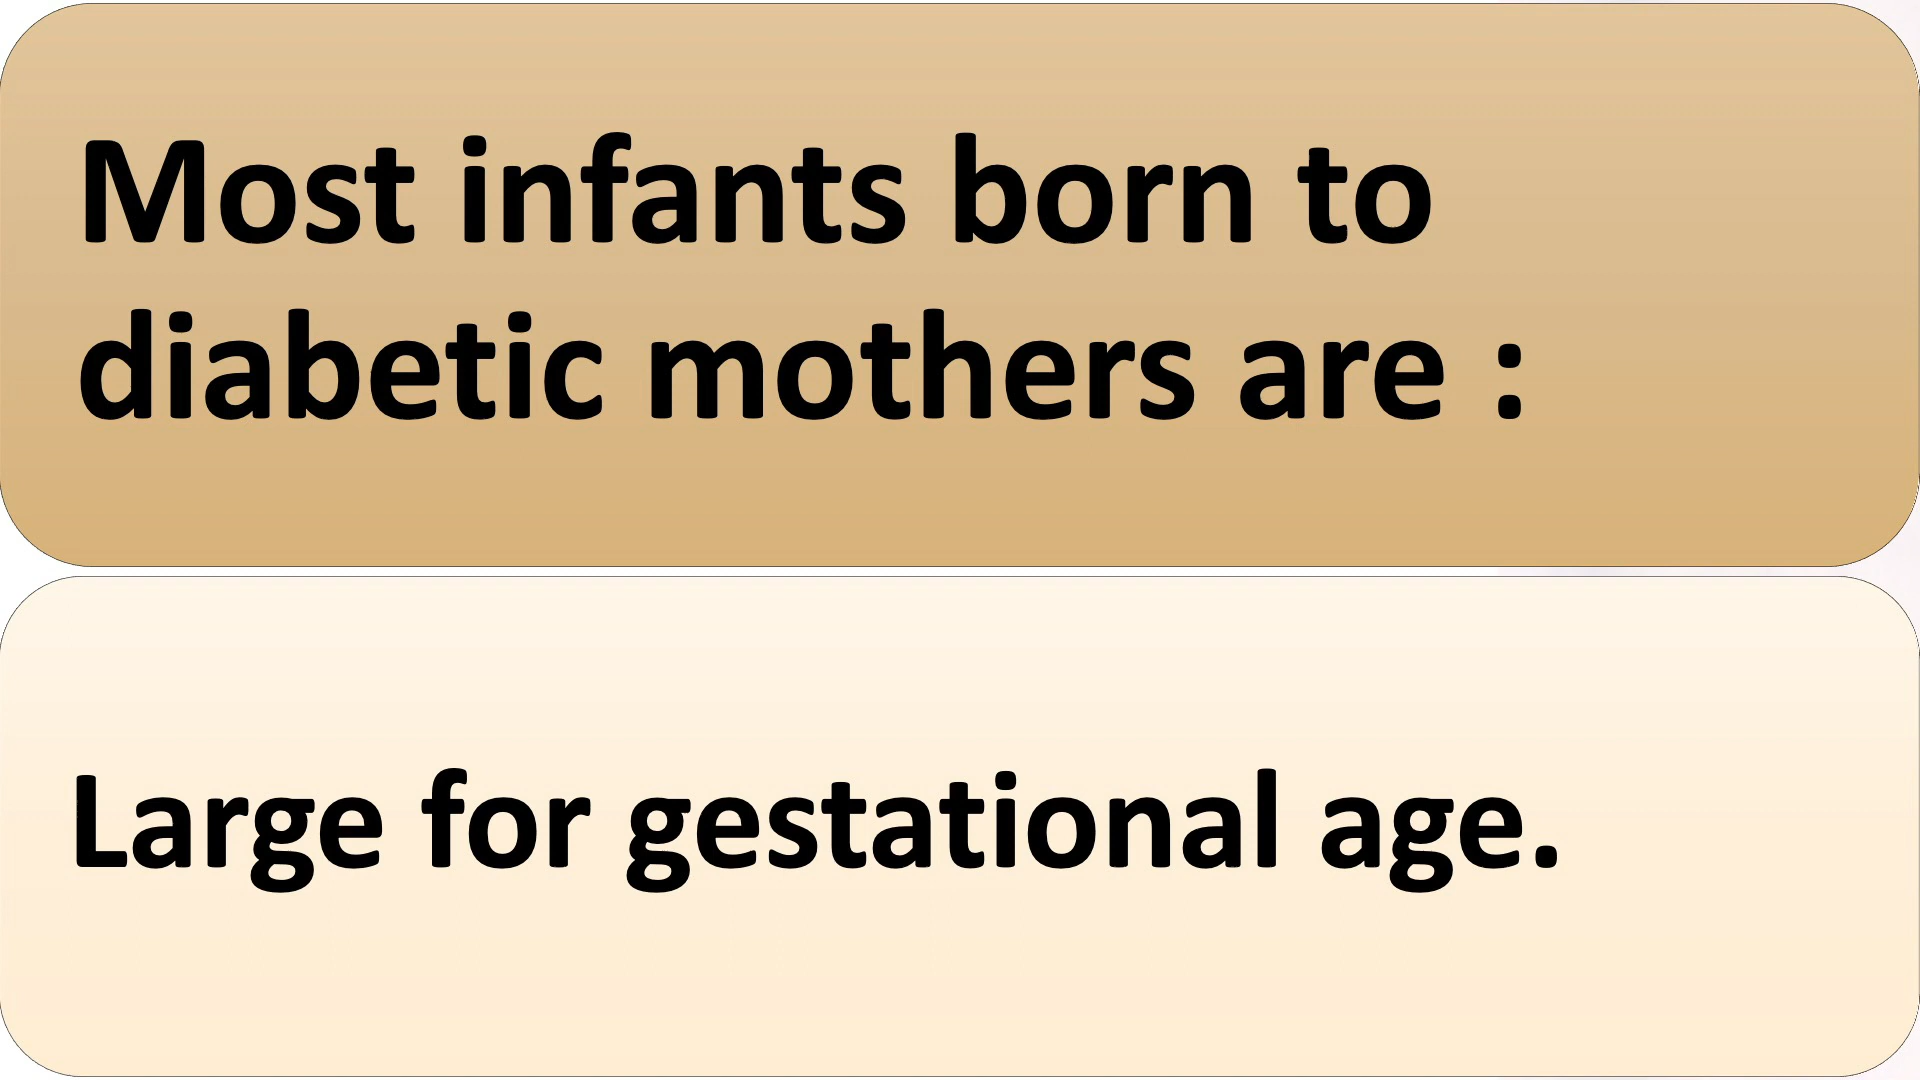 Most infants born to
diabetic mothers are :
Large for gestational age.